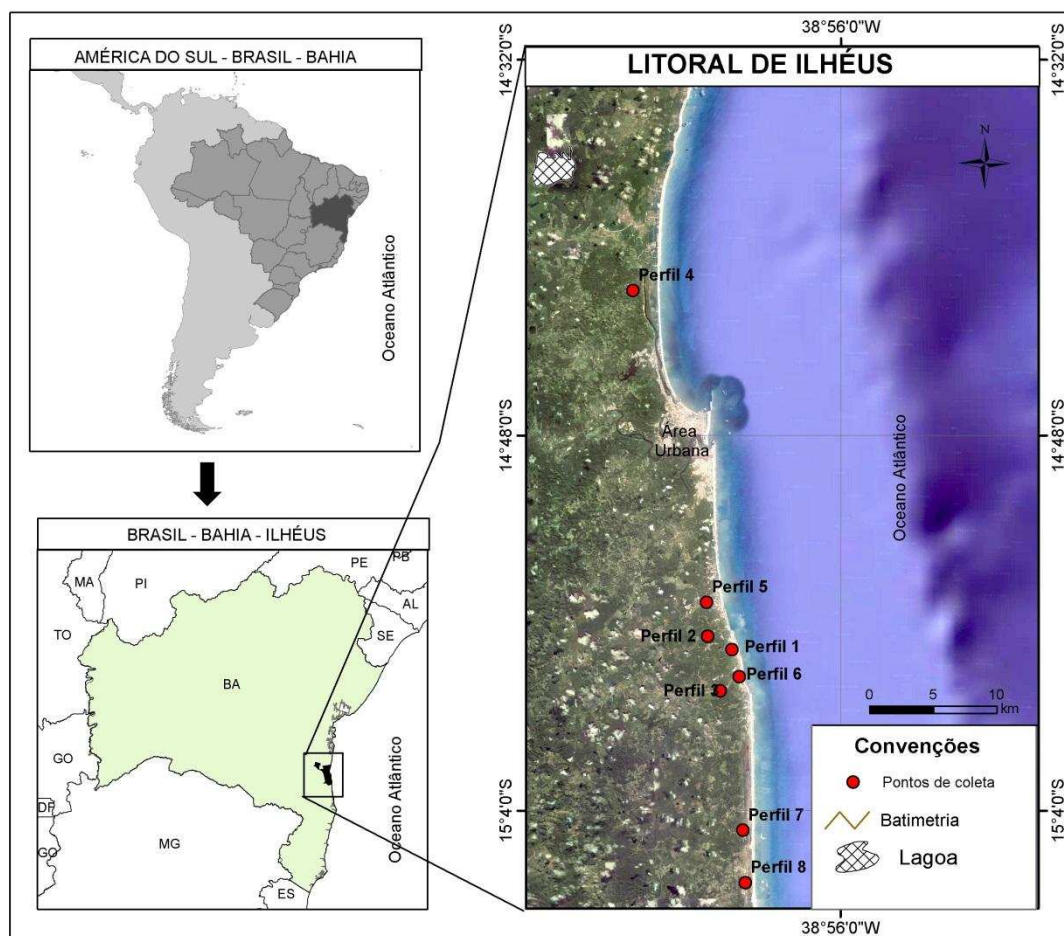 AMÉRICA DO SUL - BRASIL - BAHIA
Oceano Atlântico
BRASIL - BAHIA - ILHÉUS
MA
PI
PE
PB
AL
SE
TO
BA
GO
DF
GO
MG
ES
Oceano Atlântico
38°56'0"W
14°32'0"S
14°32'0"S
LITORAL DE ILHÉUS
N
Perfil 4
Área
Urbana
14°48'0"S
14°48'0"S
Oceano Atlântico
Perfil 5
Perfil 2
Perfil 1
Perfil 6
Perfil 3
0 5 10
km
Convenções
Pontos de coleta
Batimetria
Lagoa
15°4'0"S
15°4'0"S
Perfil 7
Perfil 8
38°56'0"W